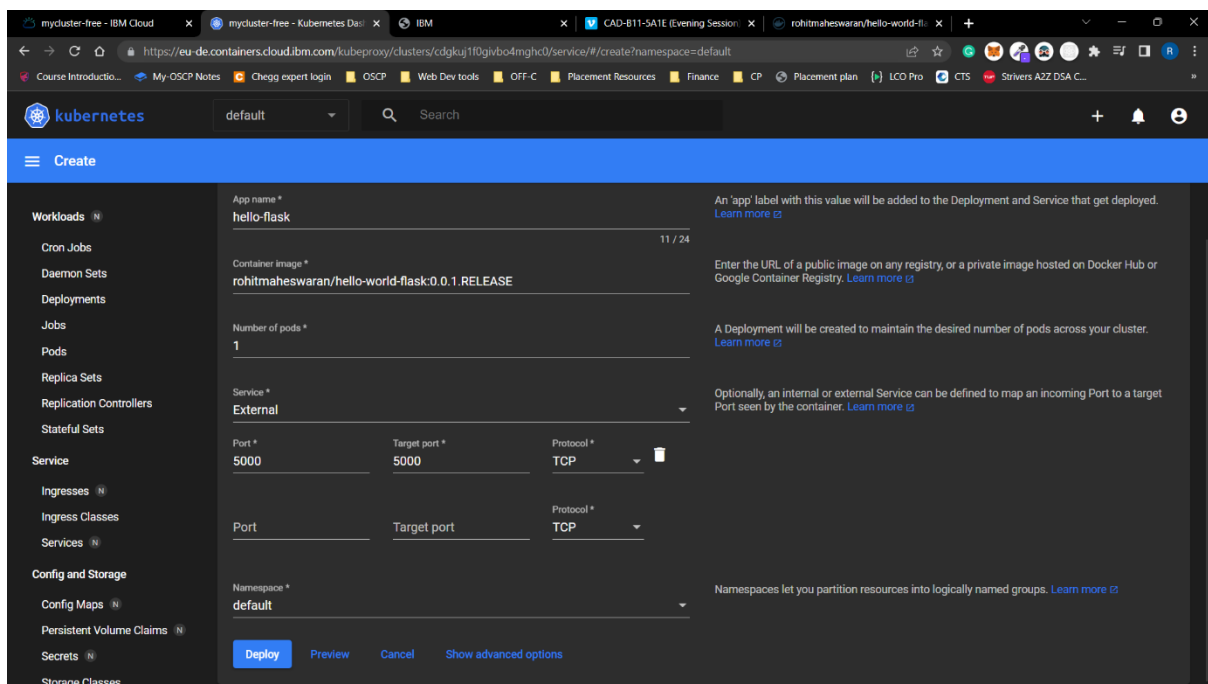 mycluster-free - IBM Cloud
mycluster-free - Kubernetes Das
IBM
CAD-B11-5A1E (Evening Session)
rohitmaheswaran/hello-world-fla
https://eu-de.containers.cloud.ibm.com/kubeproxy/clusters/cdgkuj1f0givbo4mghc0/service/#/create?namespace=default
Course Introductio... My-OSCP Notes Chegg expert login OSCP Web Dev tools OFF-C Placement Resources Finance CP Placement plan LCO Pro CTS Strivers A2Z DSA C... »
kubernetes default Search
Create
Workloads N
Cron Jobs
Daemon Sets
Deployments
Jobs
Pods
Replica Sets
Replication Controllers
Stateful Sets
Service
Ingresses N
Ingress Classes
Services N
Config and Storage
Config Maps N
Persistent Volume Claims N
Secrets N
Storage Classes
App name *
hello-flask
11 / 24
An 'app' label with this value will be added to the Deployment and Service that get deployed.
Learn more
Container image *
rohitmaheswaran/hello-world-flask:0.0.1.RELEASE
Enter the URL of a public image on any registry, or a private image hosted on Docker Hub or
Google Container Registry. Learn more
Number of pods *
1
A Deployment will be created to maintain the desired number of pods across your cluster.
Learn more
Service *
External
Optionally, an internal or external Service can be defined to map an incoming Port to a target
Port seen by the container. Learn more
Port * Target port * Protocol *
5000 5000 TCP
Protocol *
Port Target port TCP
Namespace *
default
Namespaces let you partition resources into logically named groups. Learn more
Deploy Preview Cancel Show advanced options